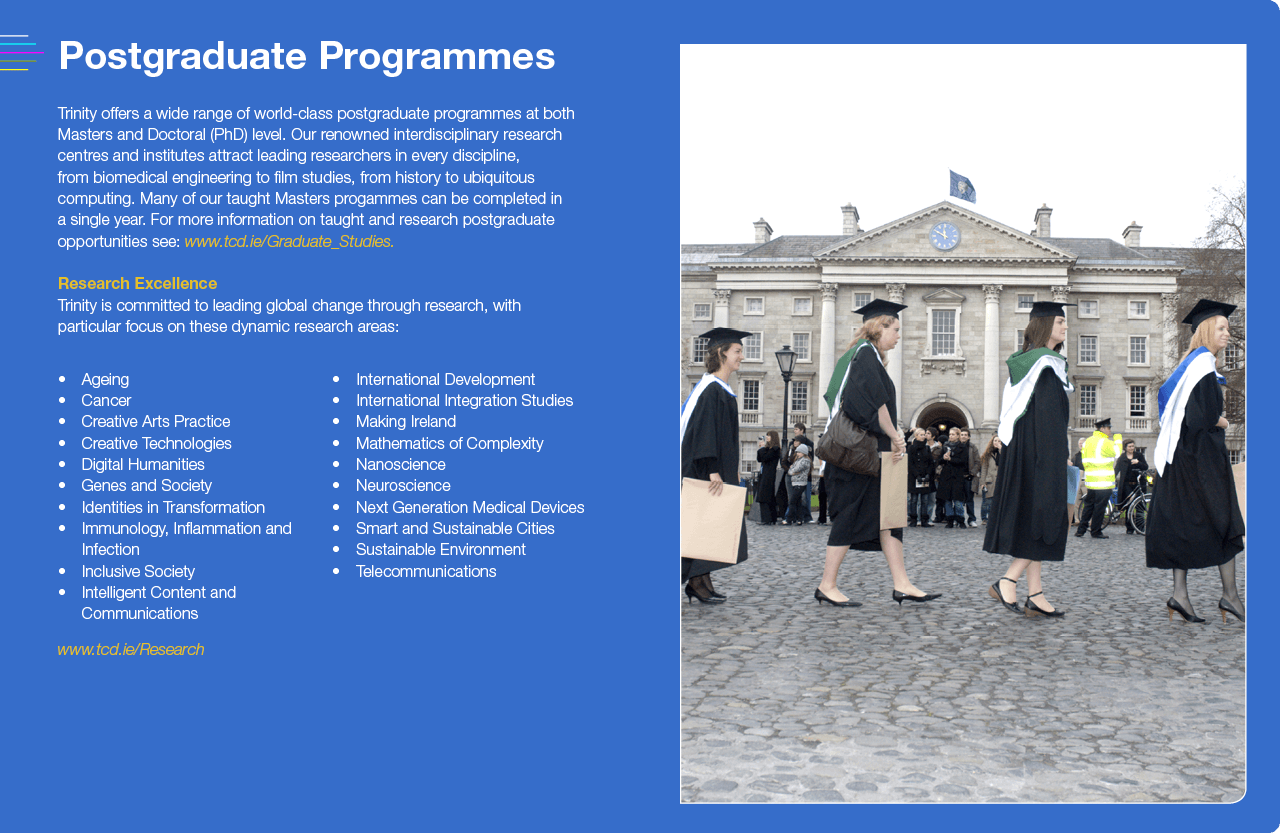 Postgraduate Programmes
Trinity offers a wide range of world-class postgraduate programmes at both
Masters and Doctoral (PhD) level. Our renowned interdisciplinary research
centres and institutes attract leading researchers in every discipline,
from biomedical engineering to film studies, from history to ubiquitous
computing. Many of our taught Masters progammes can be completed in
a single year. For more information on taught and research postgraduate
opportunities see: www.tcd.ie/Graduate_Studies.
Research Excellence
Trinity is committed to leading global change through research, with
particular focus on these dynamic research areas:
• Ageing
• Cancer
• Creative Arts Practice
• Creative Technologies
• Digital Humanities
• Genes and Society
• Identities in Transformation
• Immunology, Inflammation and
Infection
• Inclusive Society
• Intelligent Content and
Communications
• International Development
• International Integration Studies
• Making Ireland
• Mathematics of Complexity
• Nanoscience
• Neuroscience
• Next Generation Medical Devices
• Smart and Sustainable Cities
• Sustainable Environment
• Telecommunications
www.tcd.ie/Research